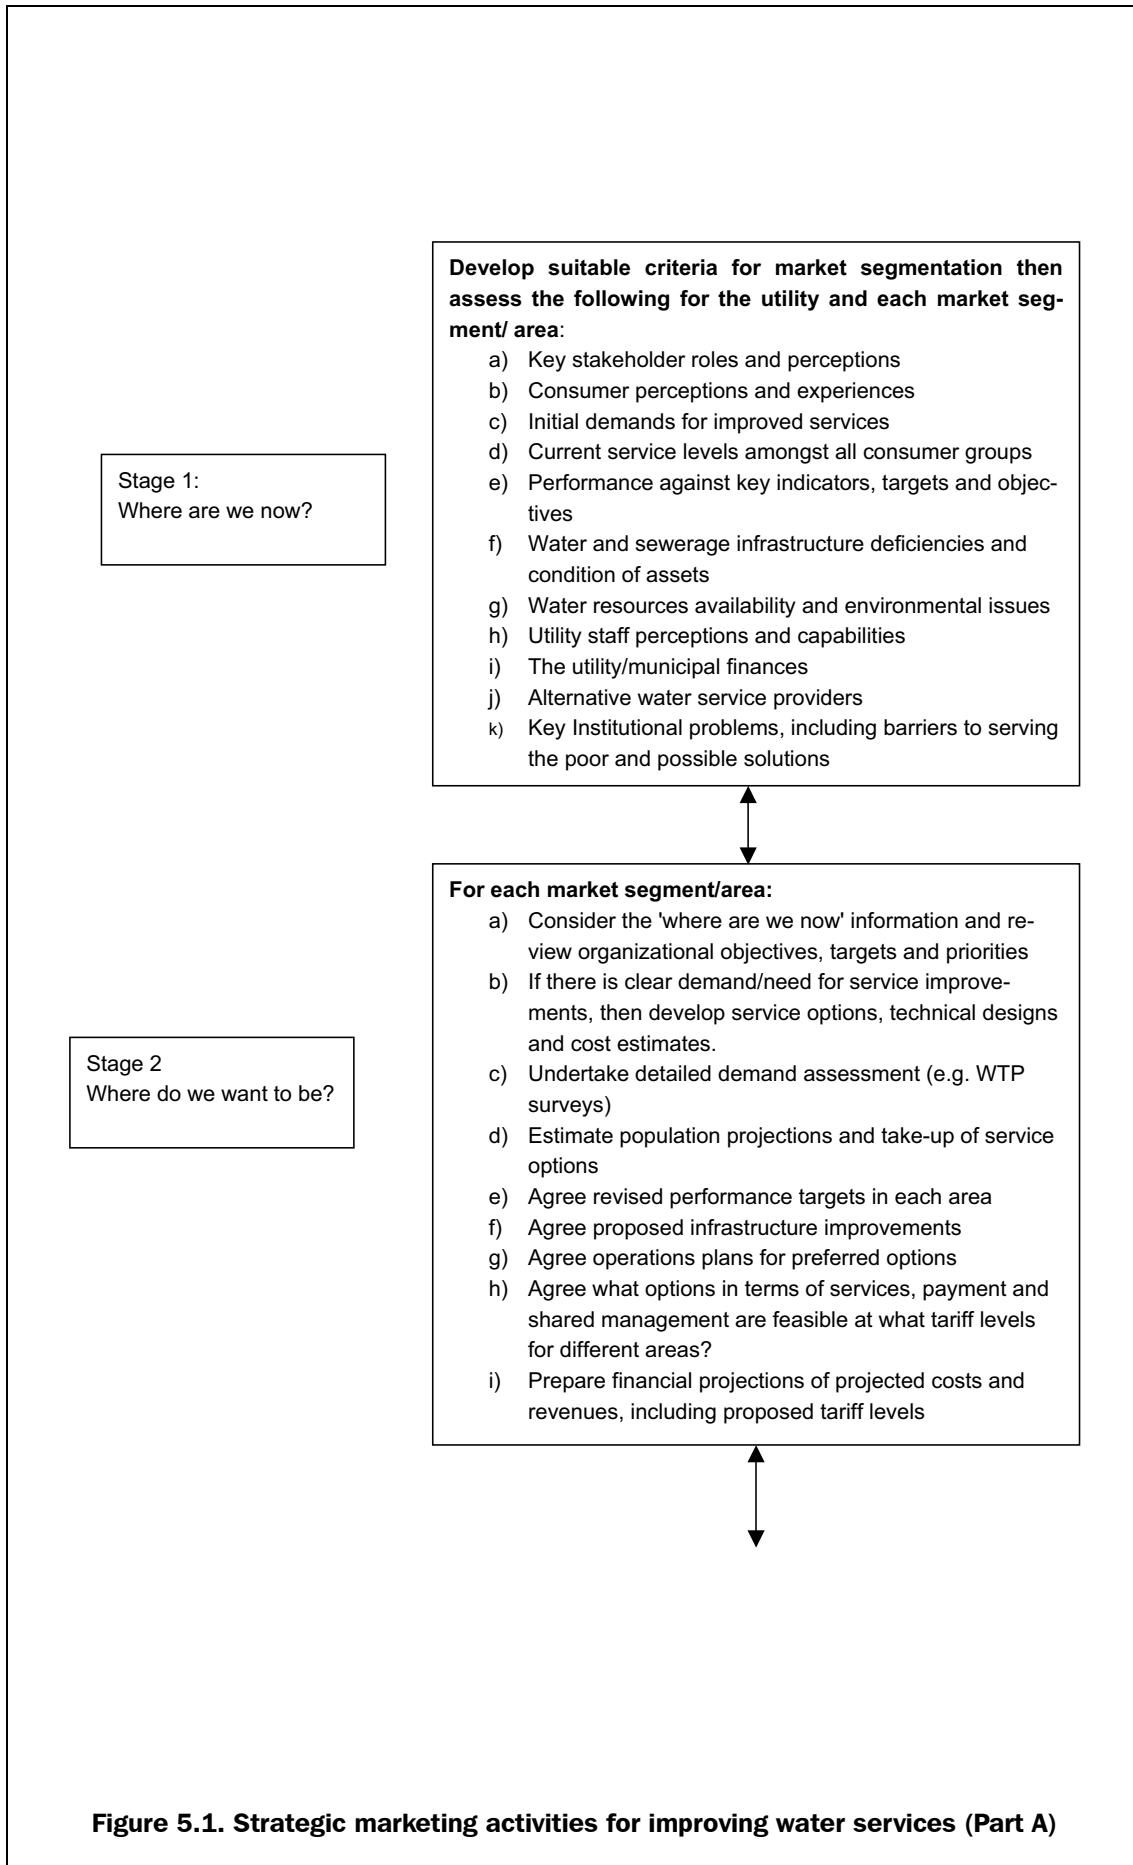 Develop suitable criteria for market segmentation then
assess the following for the utility and each market seg-
ment/ area:
a) Key stakeholder roles and perceptions
b) Consumer perceptions and experiences
c) Initial demands for improved services
d) Current service levels amongst all consumer groups
e) Performance against key indicators, targets and objec-
tives
f) Water and sewerage infrastructure deficiencies and
condition of assets
g) Water resources availability and environmental issues
h) Utility staff perceptions and capabilities
i) The utility/municipal finances
j) Alternative water service providers
k) Key Institutional problems, including barriers to serving
the poor and possible solutions
Stage 1:
Where are we now?
For each market segment/area:
a) Consider the 'where are we now' information and re-
view organizational objectives, targets and priorities
b) If there is clear demand/need for service improve-
ments, then develop service options, technical designs
and cost estimates.
c) Undertake detailed demand assessment (e.g. WTP
surveys)
d) Estimate population projections and take-up of service
options
e) Agree revised performance targets in each area
f) Agree proposed infrastructure improvements
g) Agree operations plans for preferred options
h) Agree what options in terms of services, payment and
shared management are feasible at what tariff levels
for different areas?
i) Prepare financial projections of projected costs and
revenues, including proposed tariff levels
Stage 2
Where do we want to be?
Figure 5.1. Strategic marketing activities for improving water services (Part A)